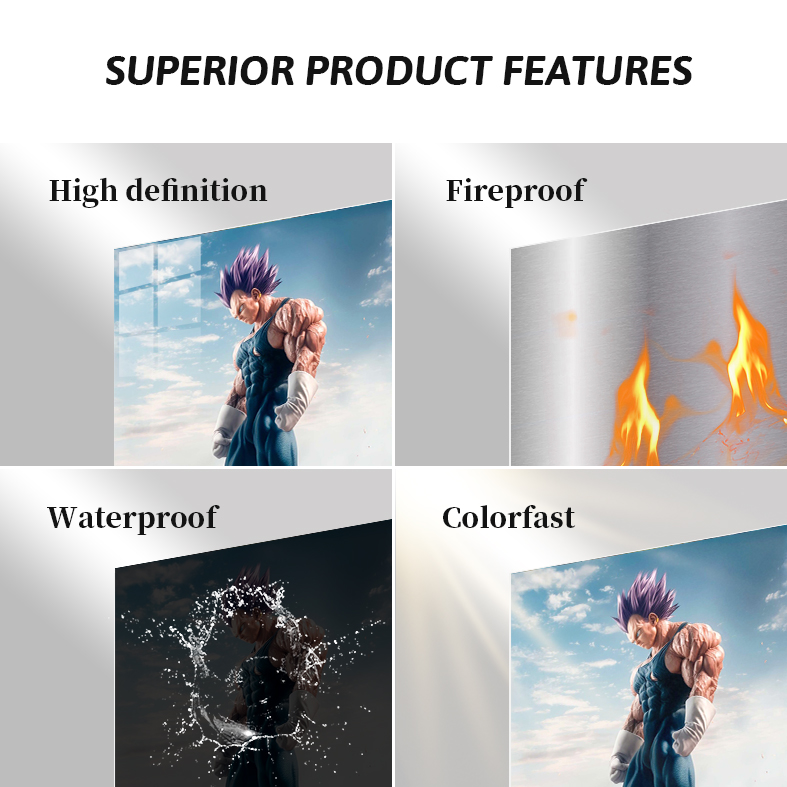 SUPERIOR PRODUCT FEATURES
High definition
Fireproof
Waterproof
Colorfast